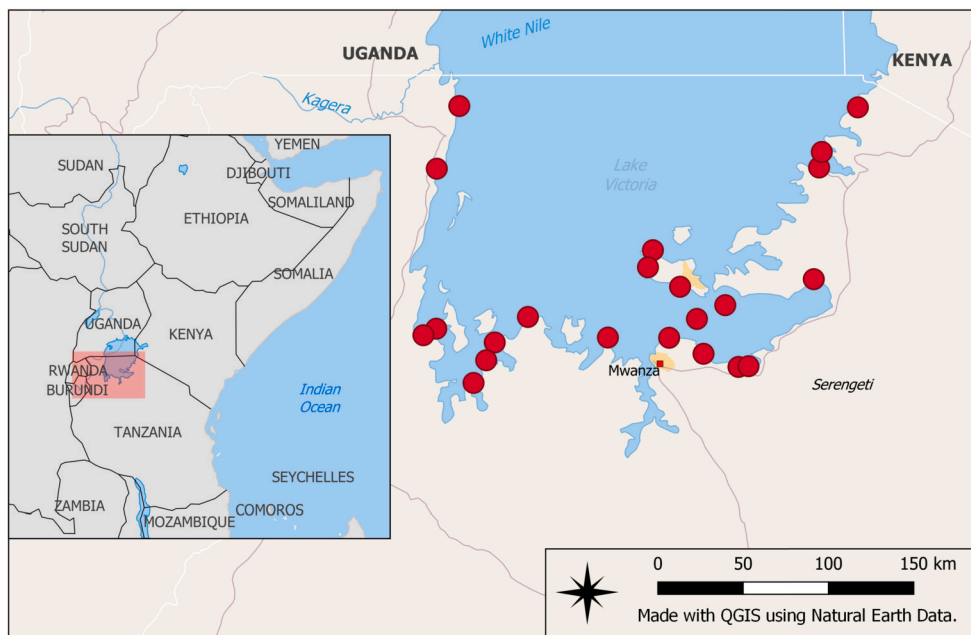 White Nile
UGANDA
KENYA
Kagera
Lake
Victoria
Mwanza
Serengeti
YEMEN
SUDAN
DJIBOUTI
SOMALILAND
ETHIOPIA
SOUTH
SUDAN
SOMALIA
UGANDA
KENYA
RWANDA
BURUNDI
Indian
Ocean
TANZANIA
SEYCHELLES
ZAMBIA
COMOROS
MOZAMBIQUE
0 50 100 150 km
Made with QGIS using Natural Earth Data.